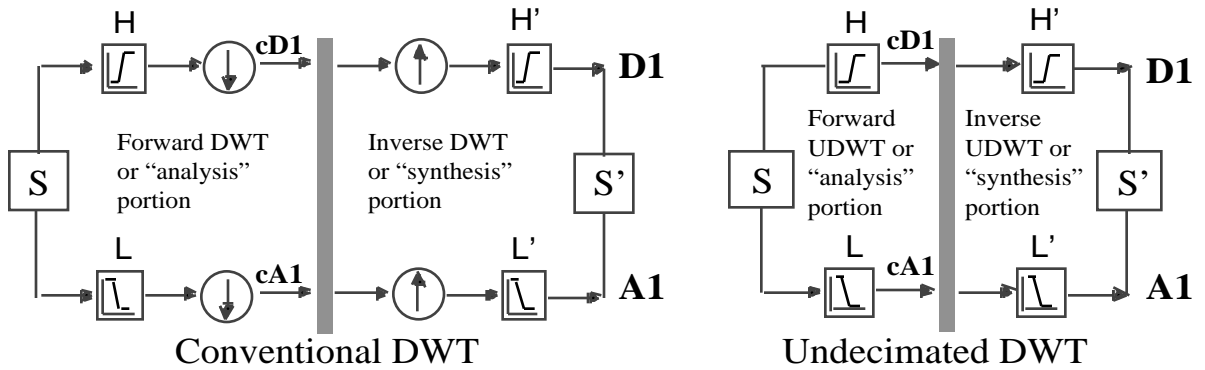 H
cD1
H’
D1
S
Forward DWT
or “analysis”
portion
Inverse DWT
or “synthesis”
portion
S’
L
cA1
L’
A1
Conventional DWT
H
cD1
H’
D1
S
Forward
UDWT or
“analysis”
portion
Inverse
UDWT or
“synthesis”
portion
S’
L
cA1
L’
A1
Undecimated DWT